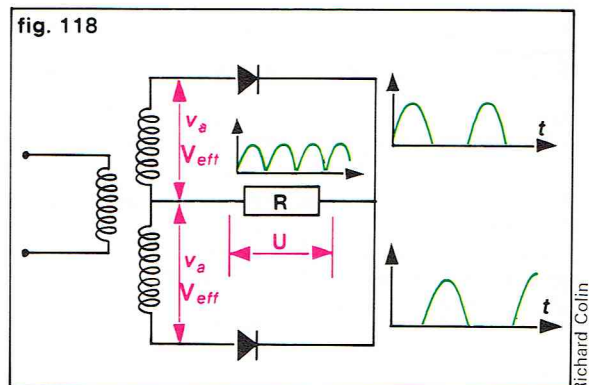 fig. 118
va
Veff
R
U
va
Veff
t
t
Richard Colin